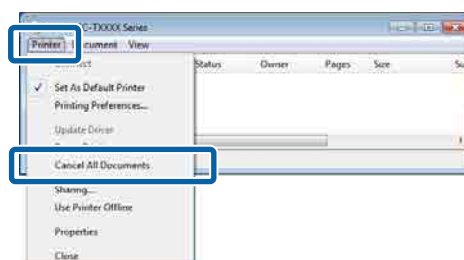 C-TXXXX Series
Printer Document View
Status Owner Pages Size Su
Set As Default Printer
Printing Preferences...
Update Driver
Cancel All Documents
Sharing...
Use Printer Offline
Properties
Close